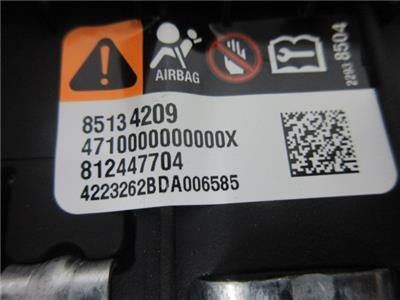 AIRBAG
2293 8504
85134209
4710000000000X
812447704
4223262BDA006585